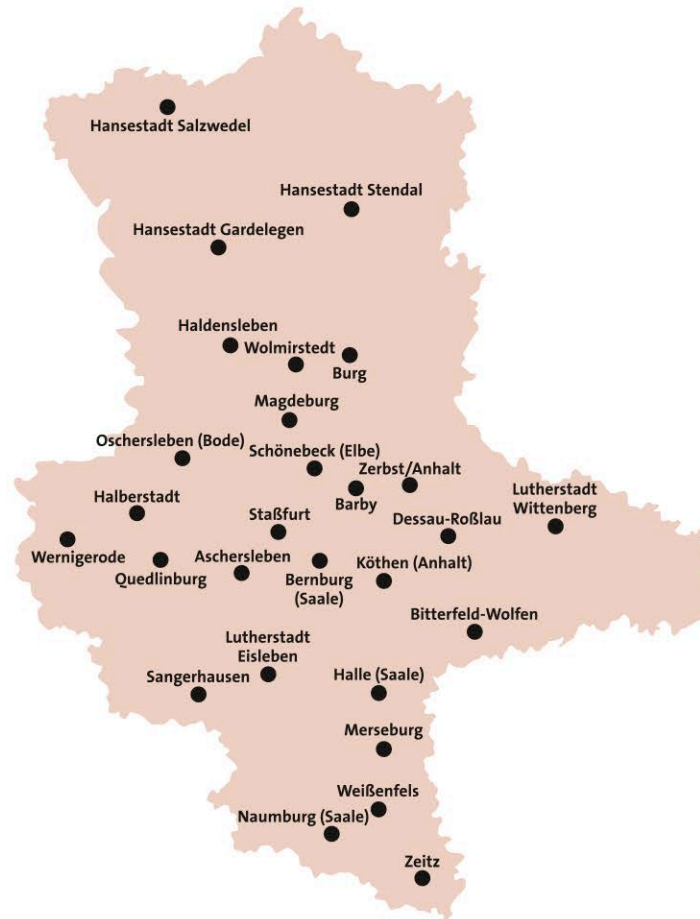 Hansestadt Salzwedel
Hansestadt Stendal
Hansestadt Gardelegen
Haldensleben
Wolmirstedt
Burg
Magdeburg
Oschersleben (Bode)
Schönebeck (Elbe)
Zerbst/Anhalt
Halberstadt
Barby
Lutherstadt
Wittenberg
Staßfurt
Dessau-Roßlau
Wernigerode
Quedlinburg
Aschersleben
Bernburg
(Saale)
Köthen (Anhalt)
Bitterfeld-Wolfen
Lutherstadt
Eisleben
Sangerhausen
Halle (Saale)
Merseburg
Weißenfels
Naumburg (Saale)
Zeitz